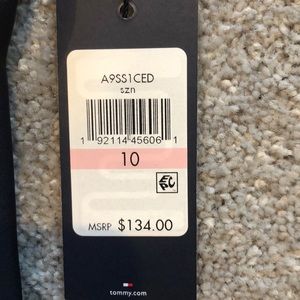 A9SS1CED
szn
1 92114 45606 1
10
MSRP $134.00
tommy.com